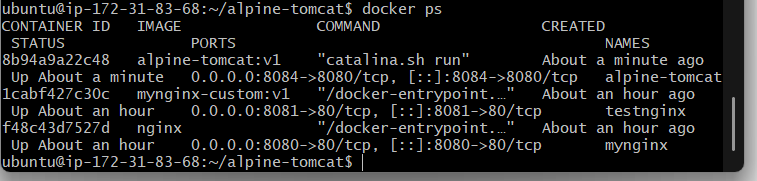 ubuntu@ip-172-31-83-68:~/alpine-tomcat$ docker ps
CONTAINER ID   IMAGE               COMMAND                  CREATED
 STATUS              PORTS                                         NAMES
8b94a9a22c48   alpine-tomcat:v1    "catalina.sh run"        About a minute ago
 Up About a minute   0.0.0.0:8084->8080/tcp, [::]:8084->8080/tcp   alpine-tomcat
1cabf427c30c   mynginx-custom:v1   "/docker-entrypoint.…"   About an hour ago
 Up About an hour    0.0.0.0:8081->80/tcp, [::]:8081->80/tcp       testnginx
f48c43d7527d   nginx               "/docker-entrypoint.…"   About an hour ago
 Up About an hour    0.0.0.0:8080->80/tcp, [::]:8080->80/tcp       mynginx
ubuntu@ip-172-31-83-68:~/alpine-tomcat$